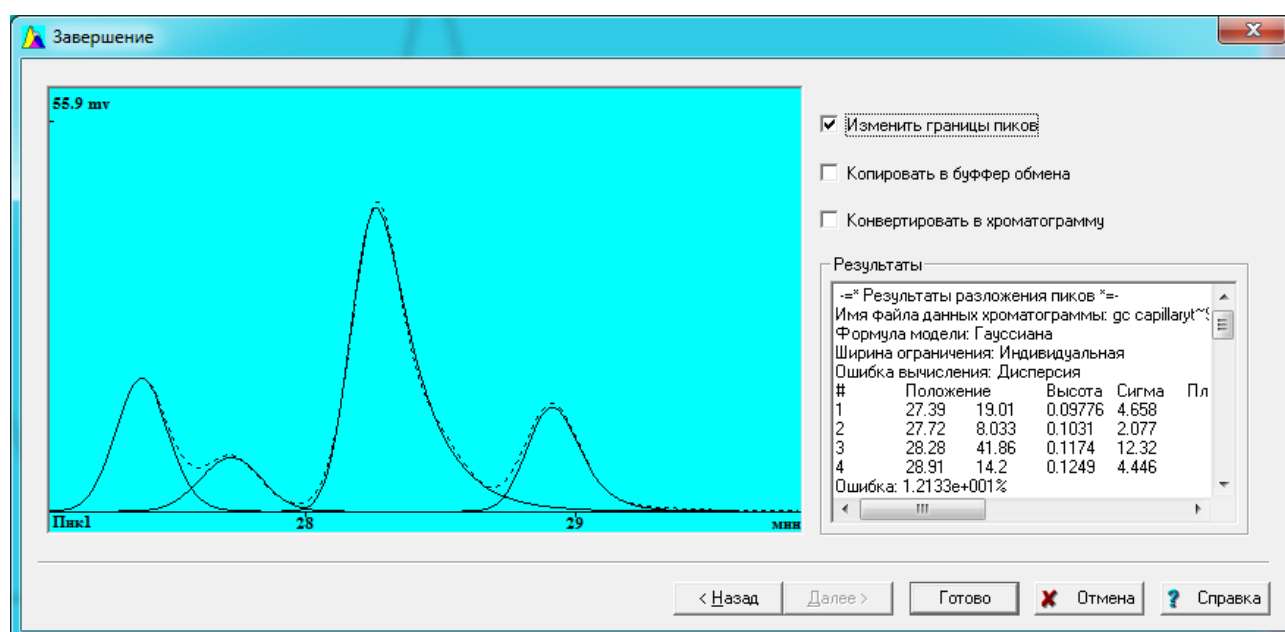 Завершение
55.9 mv
Пик1 28 29 мин
Изменить границы пиков
Копировать в буффер обмена
Конвертировать в хроматограмму
Результаты
-=* Результаты разложения пиков *=-
Имя файла данных хроматограммы: gc capillaryt~
Формула модели: Гауссиана
Ширина ограничения: Индивидуальная
Ошибка вычисления: Дисперсия
# Положение Высота Сигма Пл
1 27.39 19.01 0.09776 4.658
2 27.72 8.033 0.1031 2.077
3 28.28 41.86 0.1174 12.32
4 28.91 14.2 0.1249 4.446
Ошибка: 1.2133e+001%
< Назад Далее > Готово Отмена ? Справка